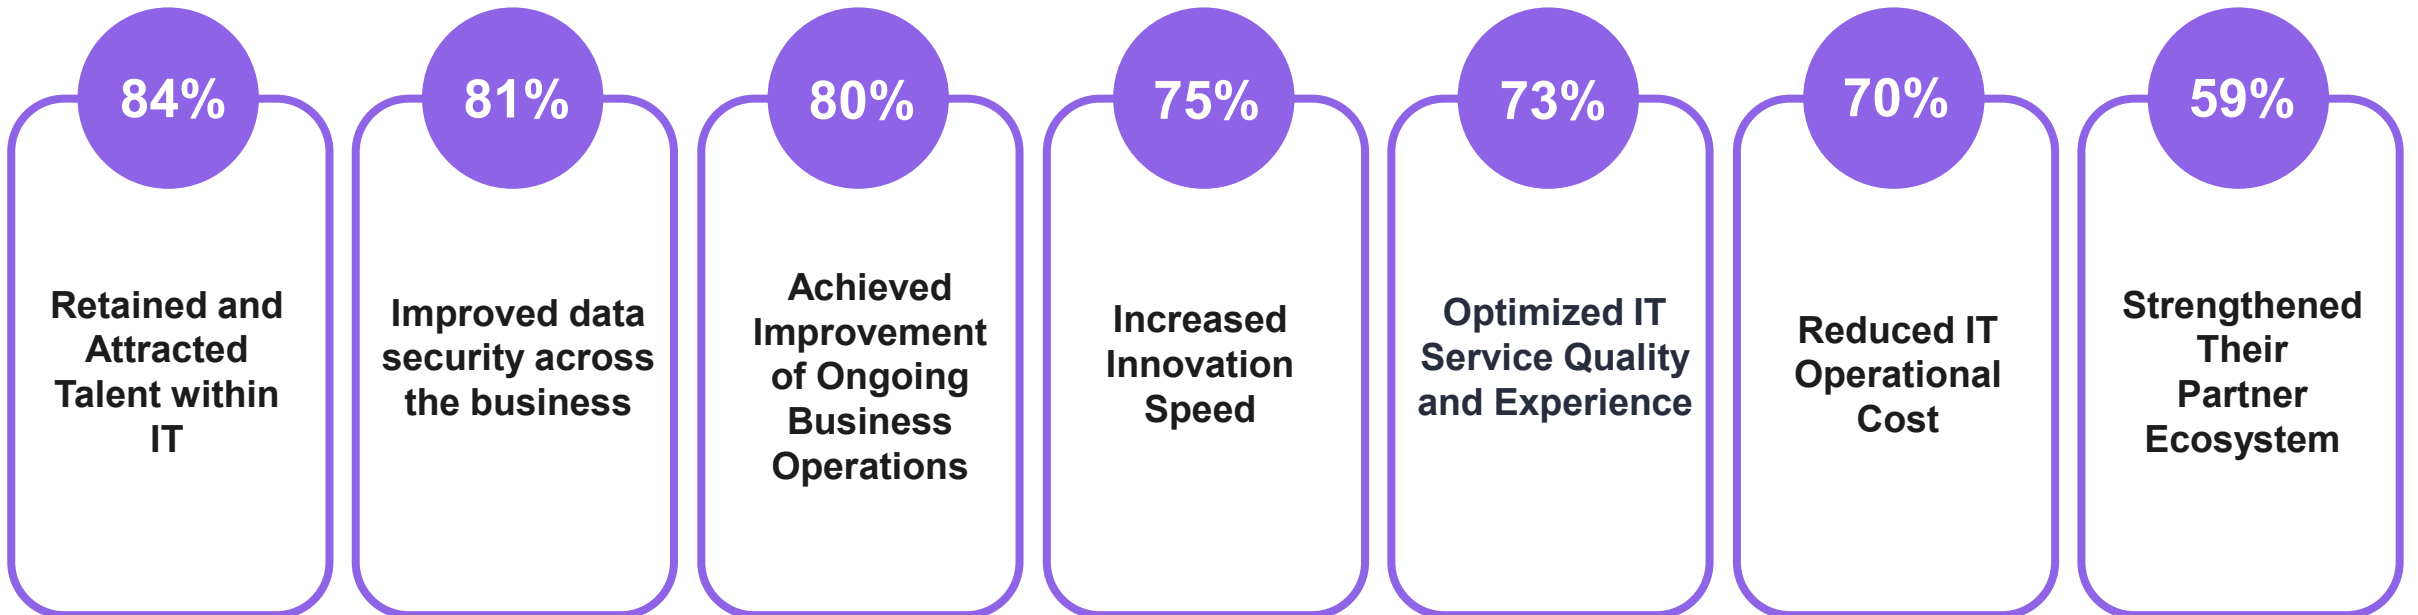 84%
Retained and
Attracted
Talent within
IT
81%
Improved data
security across
the business
80%
Achieved
Improvement
of Ongoing
Business
Operations
75%
Increased
Innovation
Speed
73%
Optimized IT
Service Quality
and Experience
70%
Reduced IT
Operational
Cost
59%
Strengthened
Their
Partner
Ecosystem